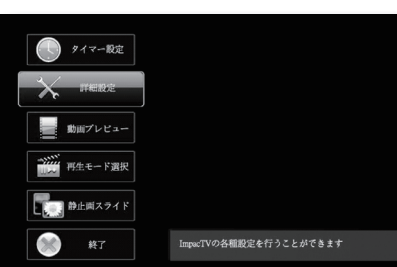 タイマー設定
詳細設定
動画プレビュー
再生モード選択
静止画スライド
終了
ImpacTVの各種設定を行うことができます